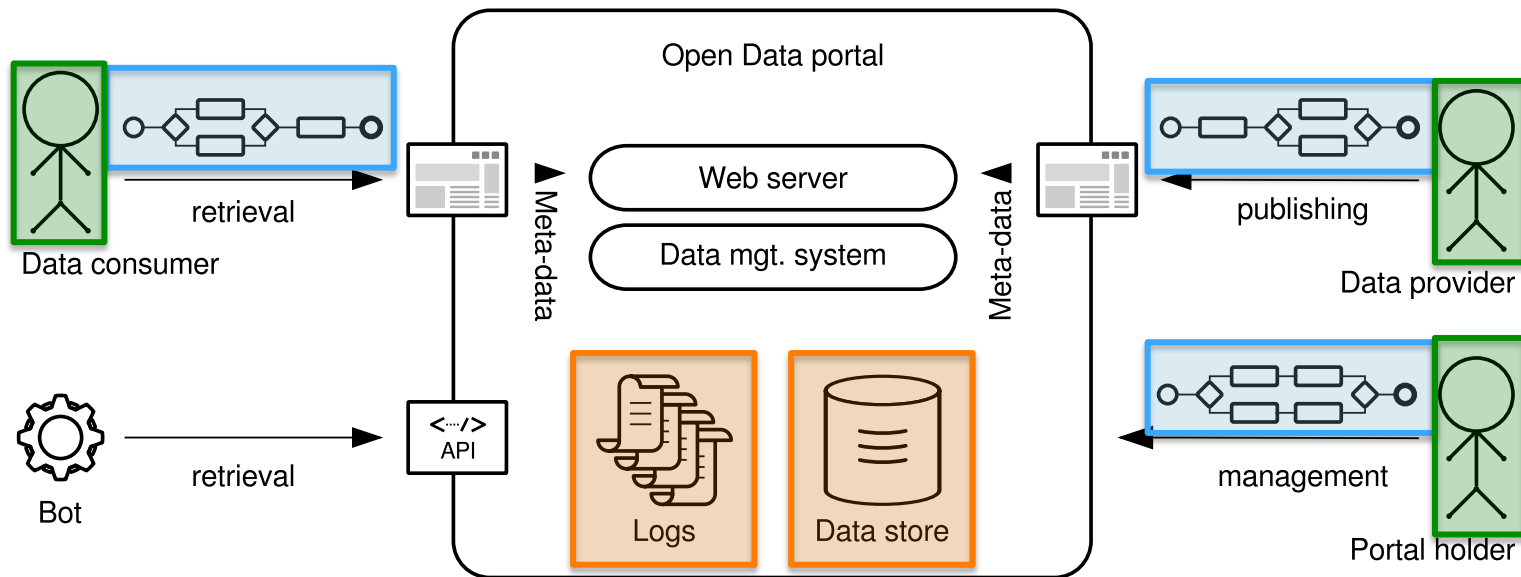 Open Data portal
Web server
Data mgt. system
Meta-data
Meta-data
retrieval
Data consumer
publishing
Data provider
<····/>
API
retrieval
Bot
Logs
Data store
management
Portal holder